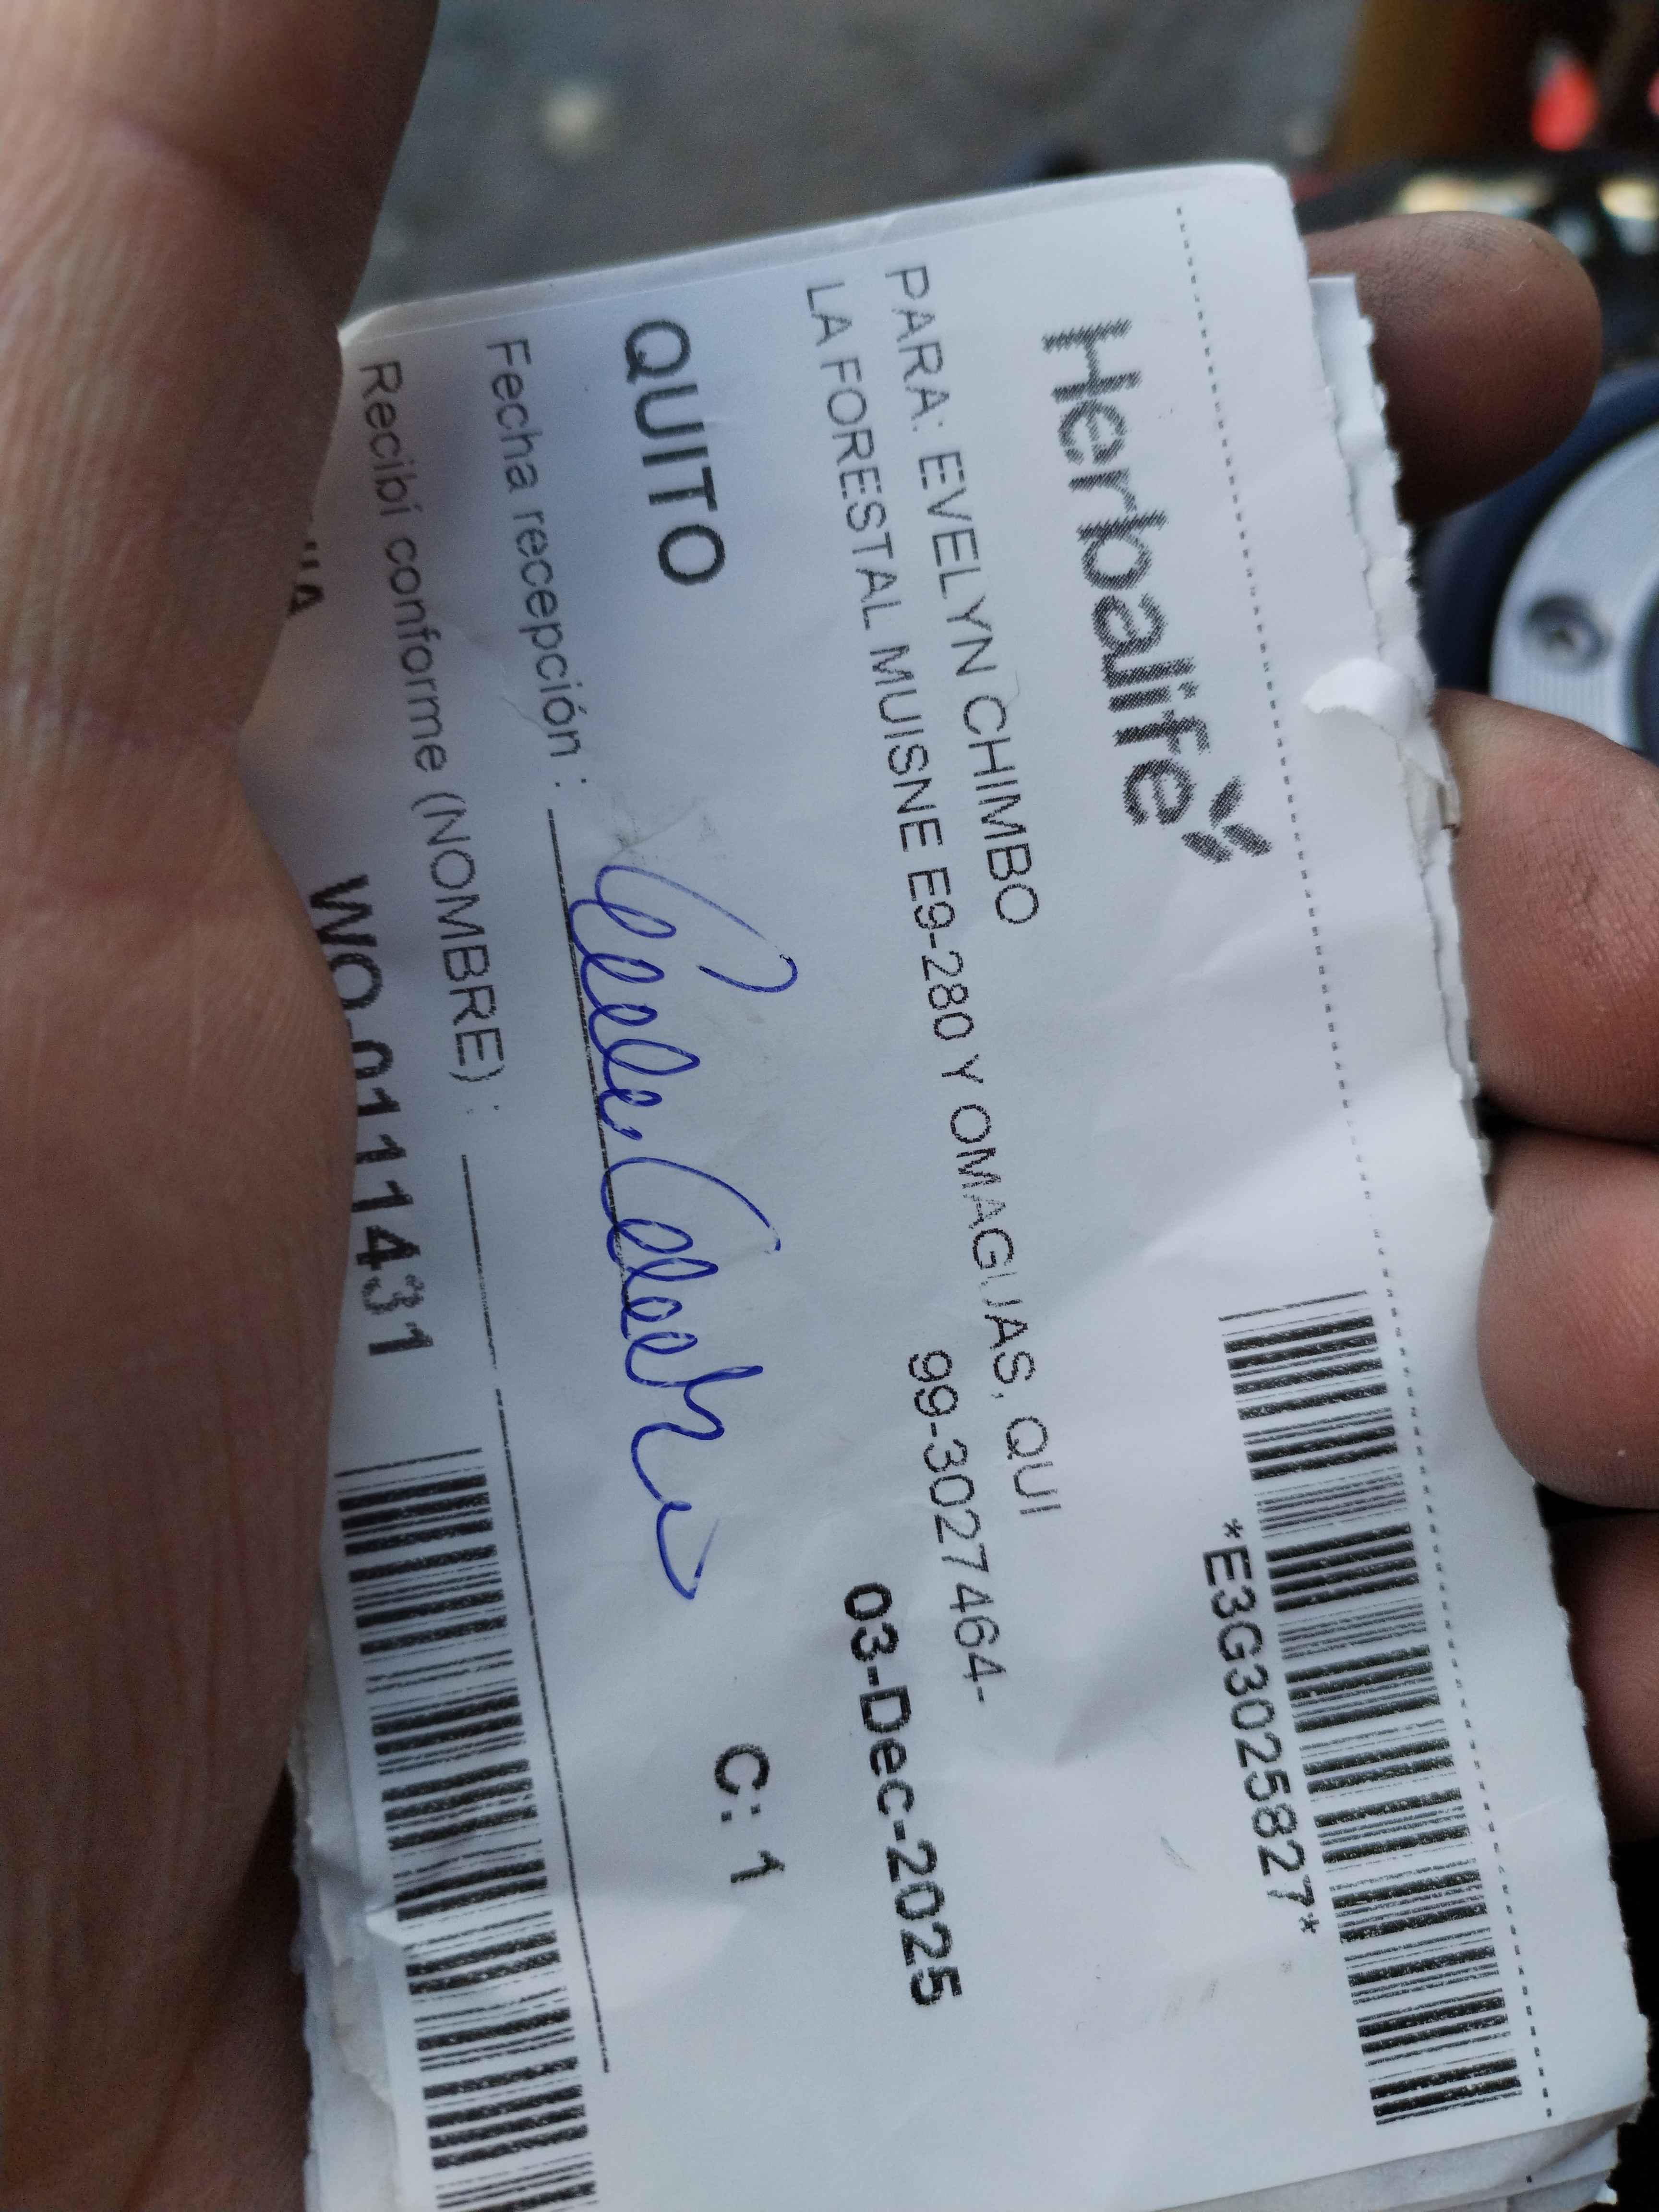 Herbalife
*E3G3025827*
PARA: EVELYN CHIMBO
LA FORESTAL MUISNE E9-280 Y OMAGUAS, QUI
99-3027464-
03-Dec-2025
QUITO
C: 1
Fecha recepción :
Recibí conforme (NOMBRE) :
WO-0111431